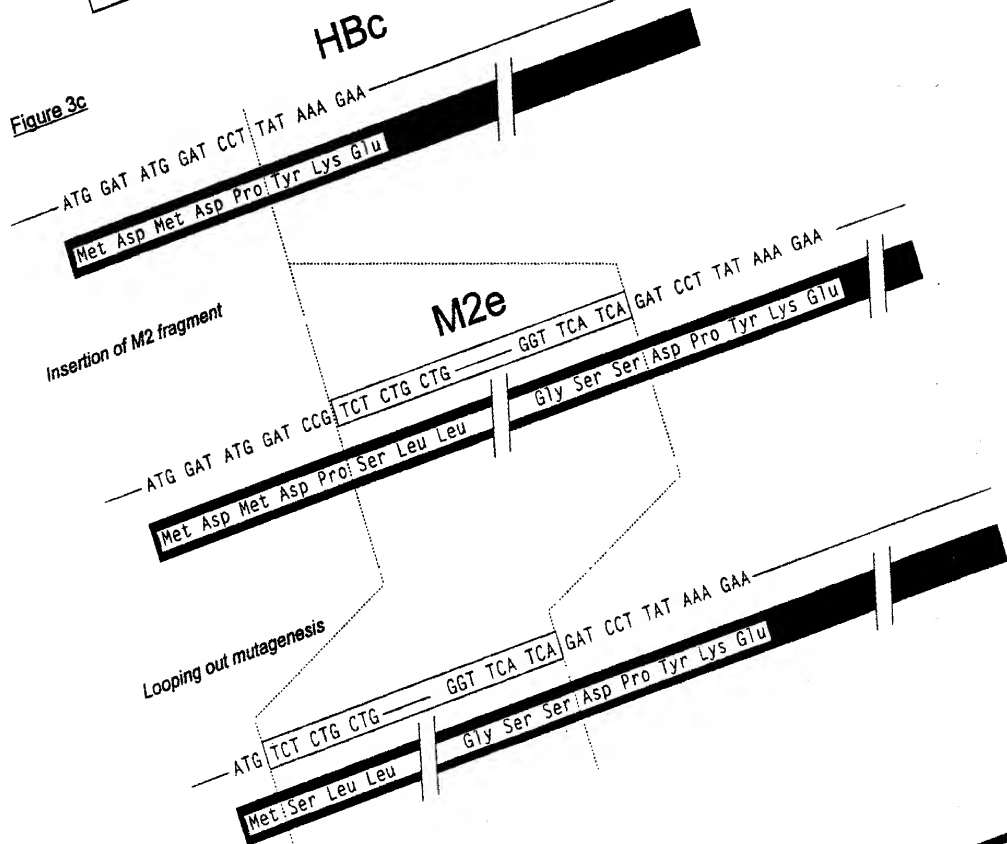 HBc
Figure 3c
ATG GAT ATG GAT CCT TAT AAA GAA
Met Asp Met Asp Pro Tyr Lys Glu
Insertion of M2 fragment
M2e
ATG GAT ATG GAT CCG TCT CTG CTG GGT TCA TCA GAT CCT TAT AAA GAA
Met Asp Met Asp Pro Ser Leu Leu Gly Ser Ser Asp Pro Tyr Lys Glu
Looping out mutagenesis
ATG TCT CTG CTG GGT TCA TCA GAT CCT TAT AAA GAA
Met Ser Leu Leu Gly Ser Ser Asp Pro Tyr Lys Glu